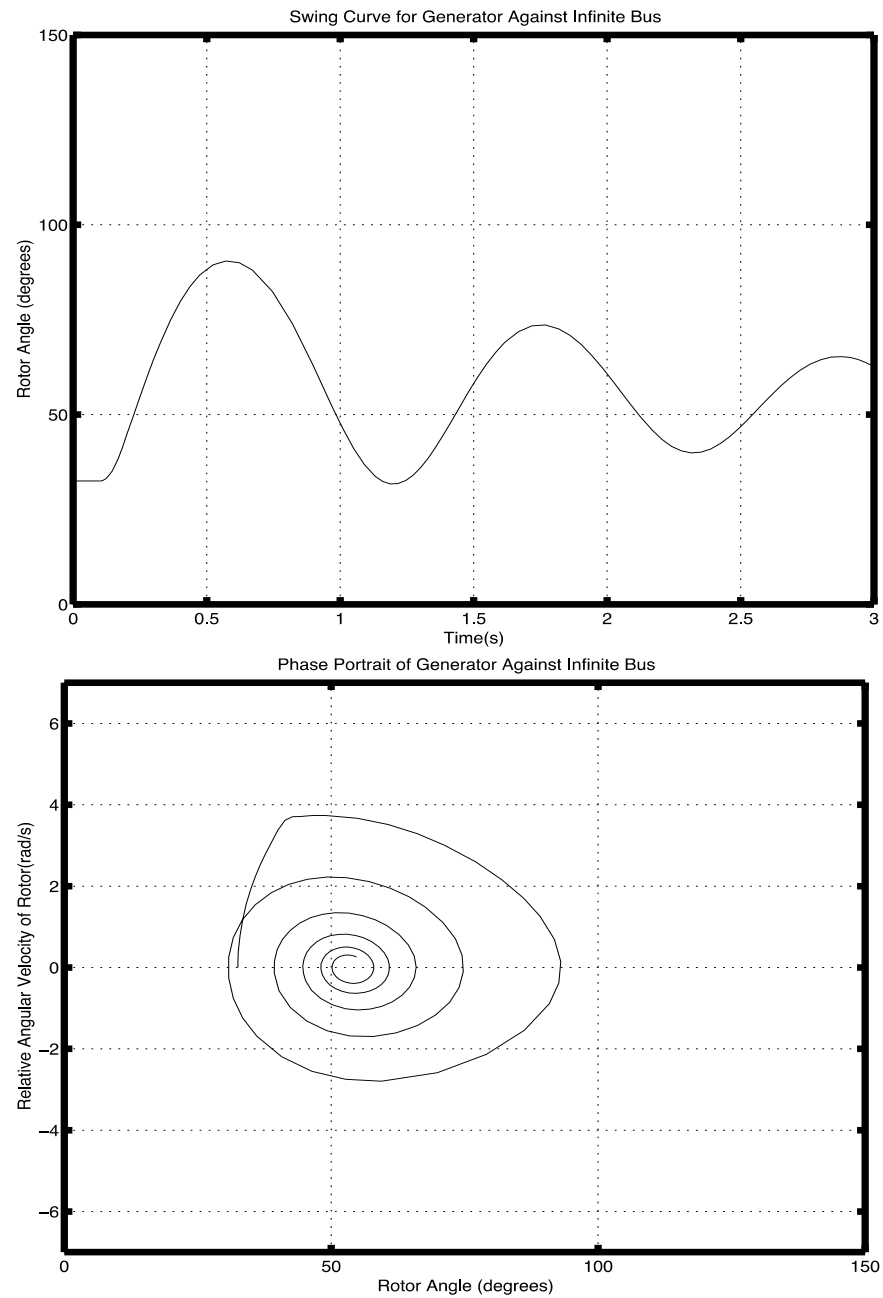 Swing Curve for Generator Against Infinite Bus
150
100
50
0
Rotor Angle (degrees)
0 0.5 1 1.5 2 2.5 3
Time(s)
Phase Portrait of Generator Against Infinite Bus
6
4
2
0
−2
−4
−6
Relative Angular Velocity of Rotor(rad/s)
0 50 100 150
Rotor Angle (degrees)